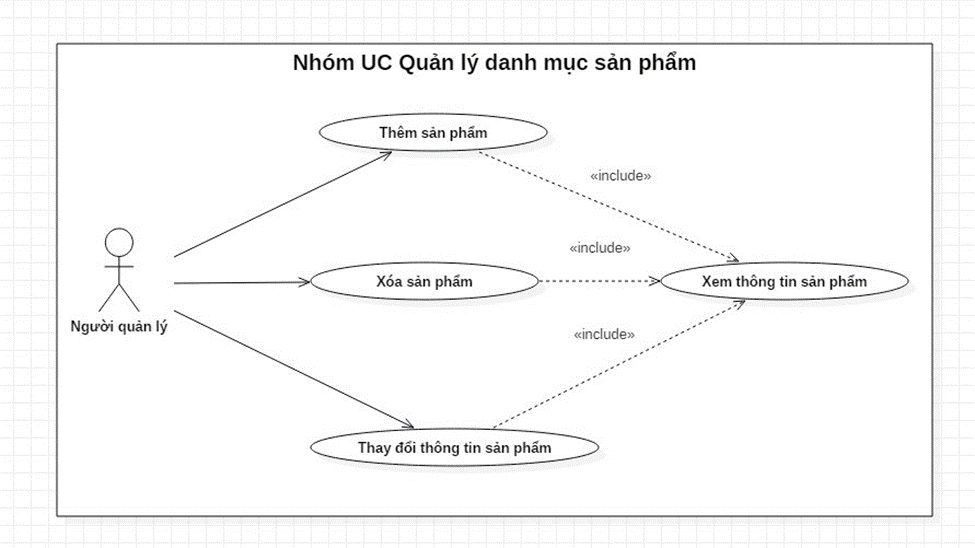 Nhóm UC Quản lý danh mục sản phẩm
Thêm sản phẩm
«include»
«include»
Xóa sản phẩm
Xem thông tin sản phẩm
Người quản lý
«include»
Thay đổi thông tin sản phẩm